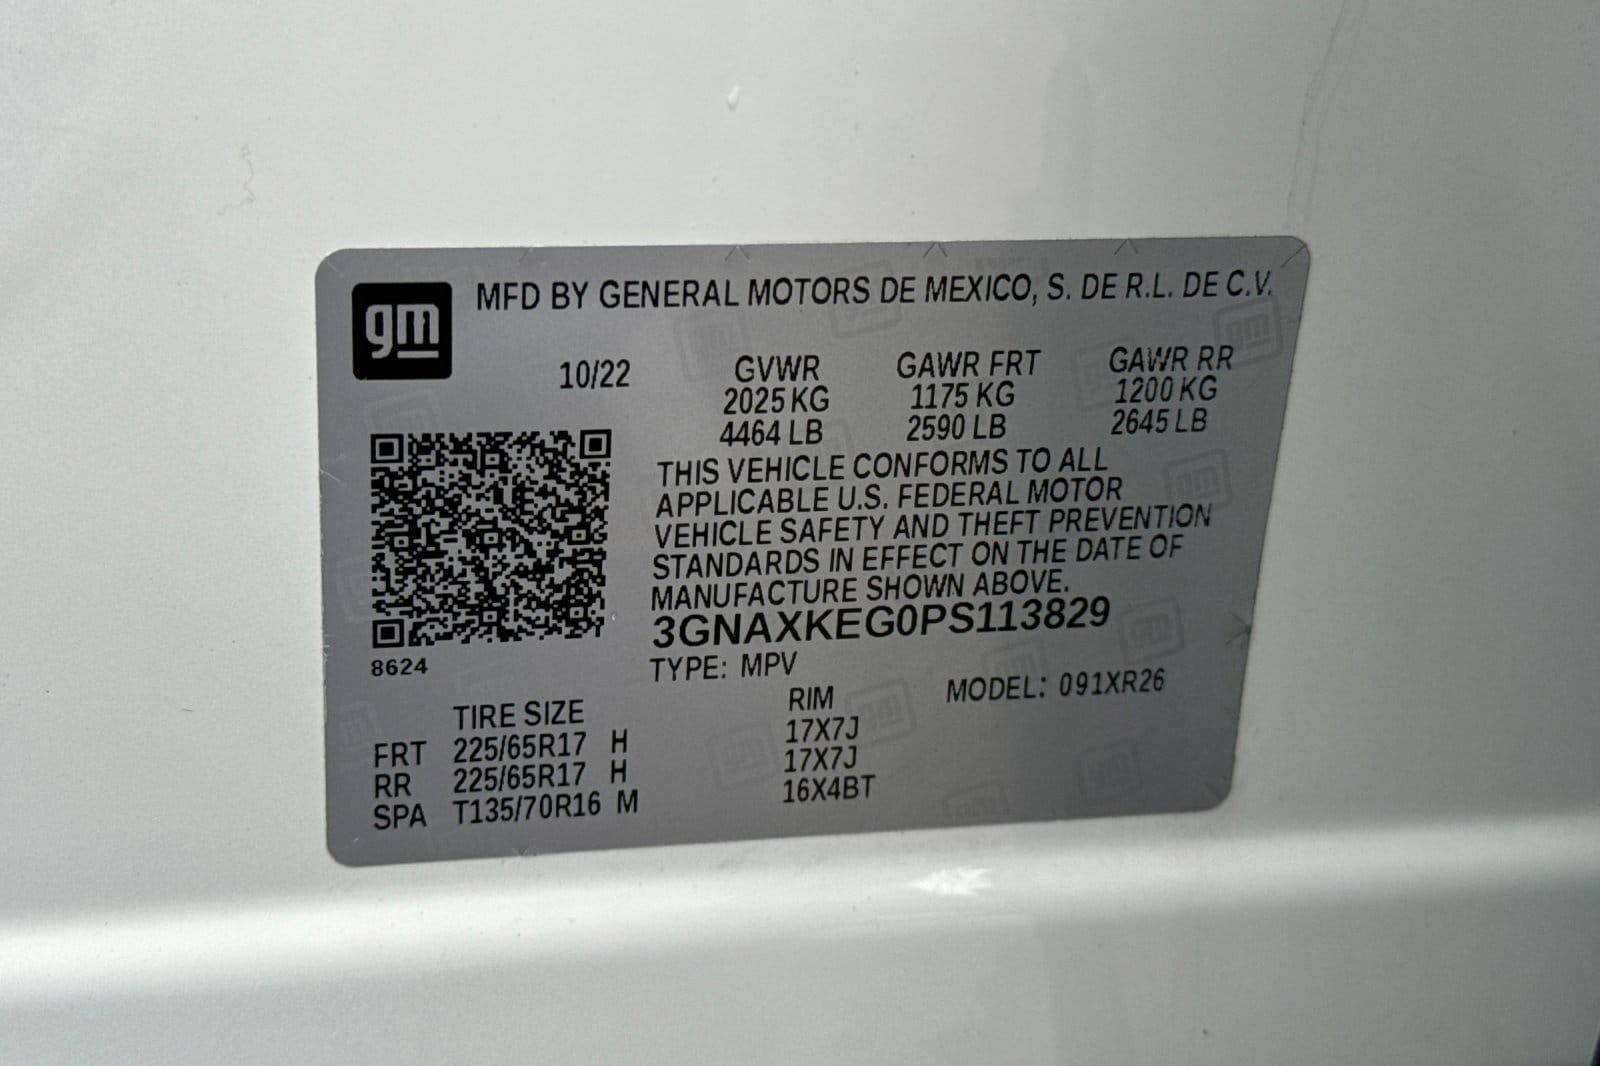 gm
MFD BY GENERAL MOTORS DE MEXICO, S. DE R.L. DE C.V.
10/22 GVWR GAWR FRT GAWR RR
2025 KG 1175 KG 1200 KG
4464 LB 2590 LB 2645 LB
THIS VEHICLE CONFORMS TO ALL
APPLICABLE U.S. FEDERAL MOTOR
VEHICLE SAFETY AND THEFT PREVENTION
STANDARDS IN EFFECT ON THE DATE OF
MANUFACTURE SHOWN ABOVE.
3GNAXKEG0PS113829
8624
TYPE: MPV
MODEL: 091XR26
TIRE SIZE RIM
FRT 225/65R17 H 17X7J
RR 225/65R17 H 17X7J
SPA T135/70R16 M 16X4BT